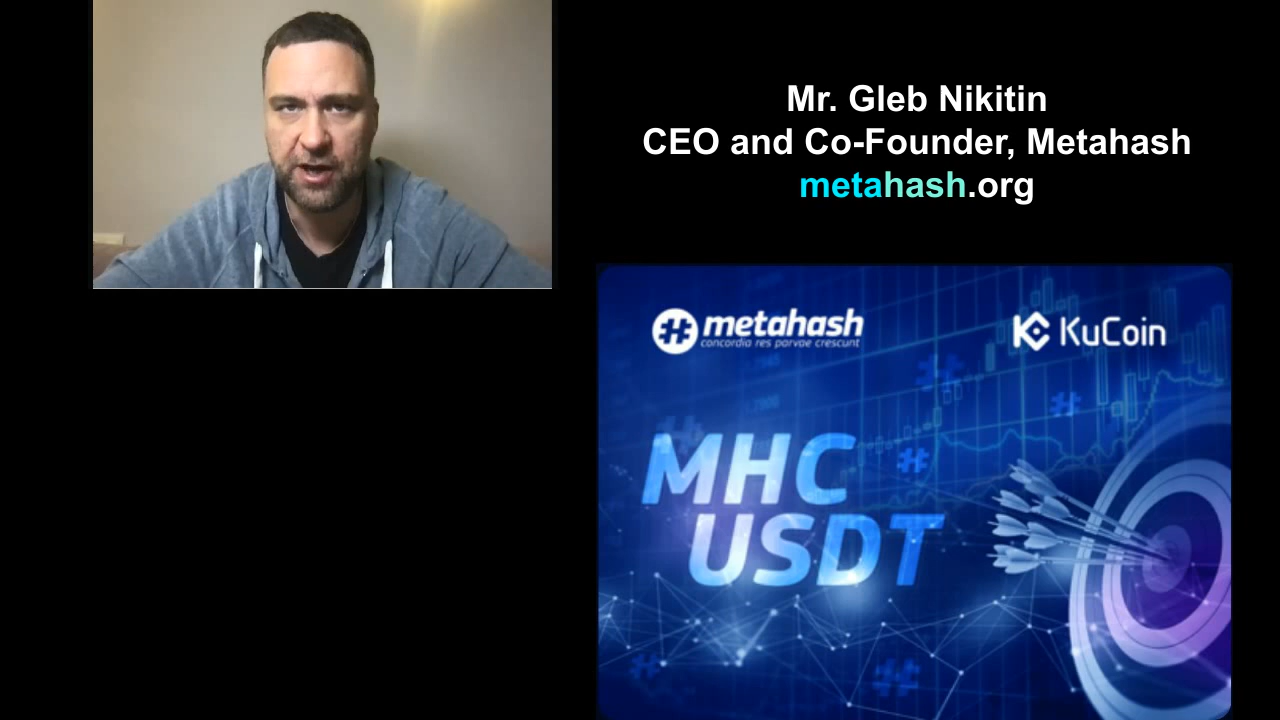 Mr. Gleb Nikitin
CEO and Co-Founder, Metahash
metahash.org
# metahash
concordia res parvae crescunt
KuCoin
MHC
USDT